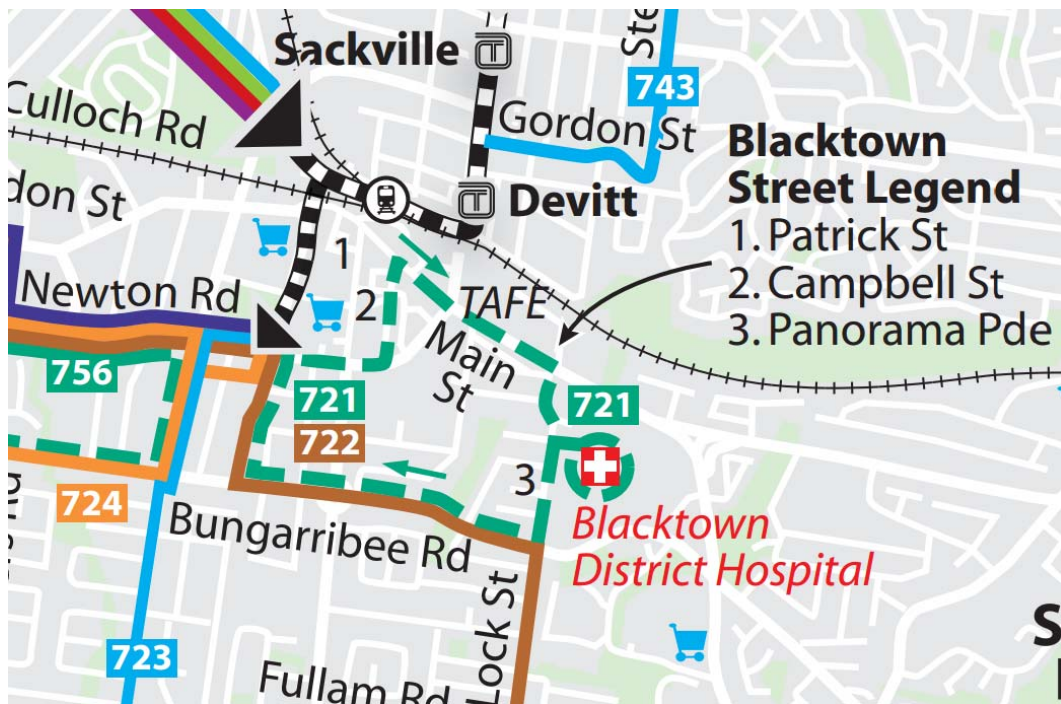 Sackville
743
Culloch Rd
Gordon St
Blacktown
Street Legend
1. Patrick St
2. Campbell St
3. Panorama Pde
don St
Devitt
1
Newton Rd
2
TAFE
Main
St
756
721
722
721
3
724
Bungarribee Rd
Blacktown
District Hospital
723
Lock St
Fullam Rd